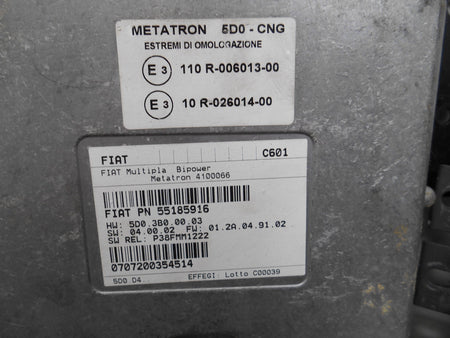 METATRON 5D0 - CNG
ESTREMI DI OMOLOGAZIONE
E 3 110 R-006013-00
E 3 10 R-026014-00
FIAT C601
FIAT Multipla Bipower
Metatron 4100066
FIAT PN 55185916
HW: 5D0.3B0.00.03
SW: 04.00.02 FW: 01.2A.04.91.02
SW REL: P38FMM1222
0707200354514
5D0 D4 EFFEGI Lotto C00039